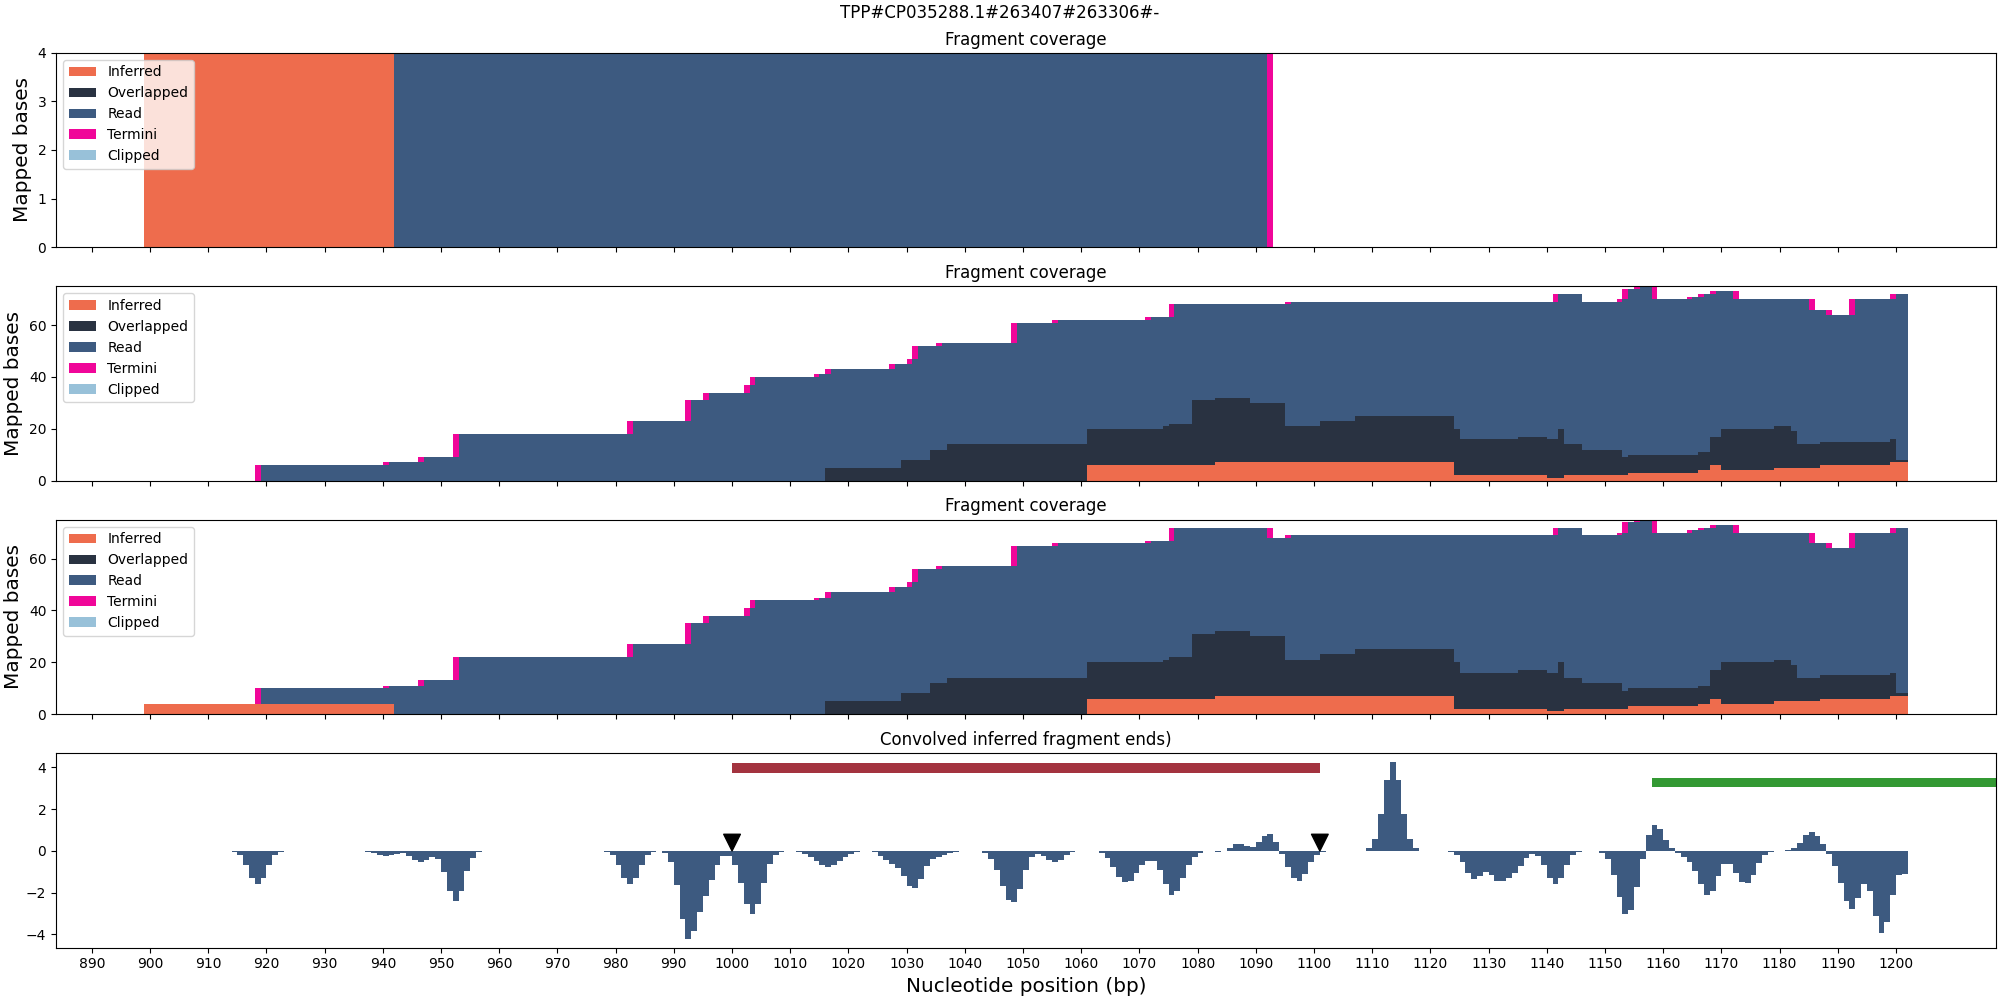 TPP#CP035288.1#263407#263306#-
Fragment coverage
Mapped bases
4
3
2
1
0
Inferred
Overlapped
Read
Termini
Clipped
Fragment coverage
Mapped bases
60
40
20
0
Inferred
Overlapped
Read
Termini
Clipped
Fragment coverage
Mapped bases
60
40
20
0
Inferred
Overlapped
Read
Termini
Clipped
Convolved inferred fragment ends)
4
2
0
−2
−4
890 900 910 920 930 940 950 960 970 980 990 1000 1010 1020 1030 1040 1050 1060 1070 1080 1090 1100 1110 1120 1130 1140 1150 1160 1170 1180 1190 1200
Nucleotide position (bp)